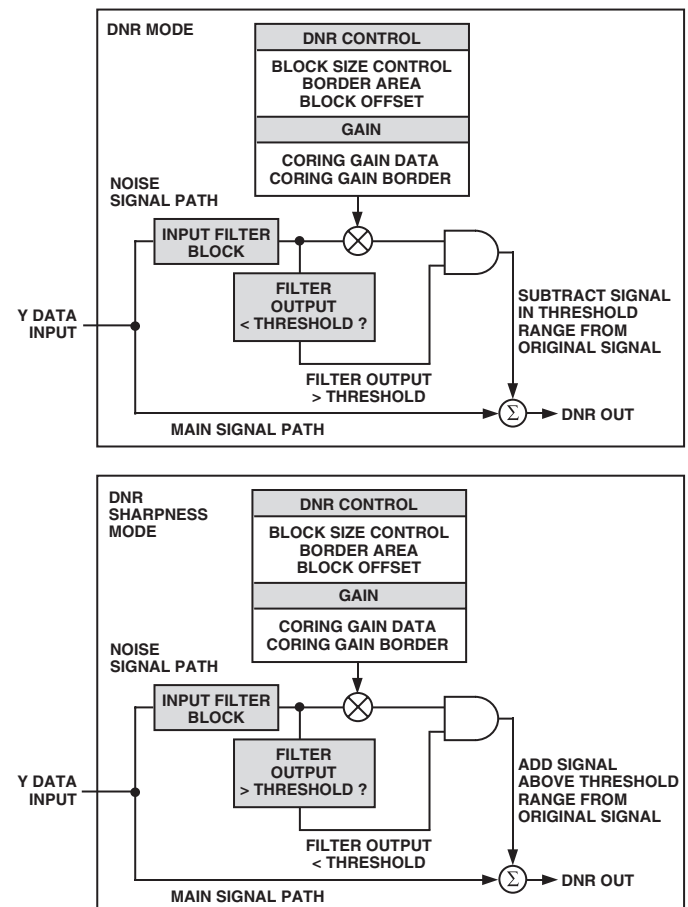 DNR MODE
DNR CONTROL
BLOCK SIZE CONTROL
BORDER AREA
BLOCK OFFSET
GAIN
CORING GAIN DATA
CORING GAIN BORDER
NOISE
SIGNAL PATH
INPUT FILTER
BLOCK
FILTER
OUTPUT
< THRESHOLD ?
Y DATA
INPUT
SUBTRACT SIGNAL
IN THRESHOLD
RANGE FROM
ORIGINAL SIGNAL
FILTER OUTPUT
> THRESHOLD
Σ
DNR OUT
MAIN SIGNAL PATH
DNR
SHARPNESS
MODE
DNR CONTROL
BLOCK SIZE CONTROL
BORDER AREA
BLOCK OFFSET
GAIN
CORING GAIN DATA
CORING GAIN BORDER
NOISE
SIGNAL PATH
INPUT FILTER
BLOCK
FILTER
OUTPUT
> THRESHOLD ?
Y DATA
INPUT
ADD SIGNAL
ABOVE THRESHOLD
RANGE FROM
ORIGINAL SIGNAL
FILTER OUTPUT
< THRESHOLD
Σ
DNR OUT
MAIN SIGNAL PATH